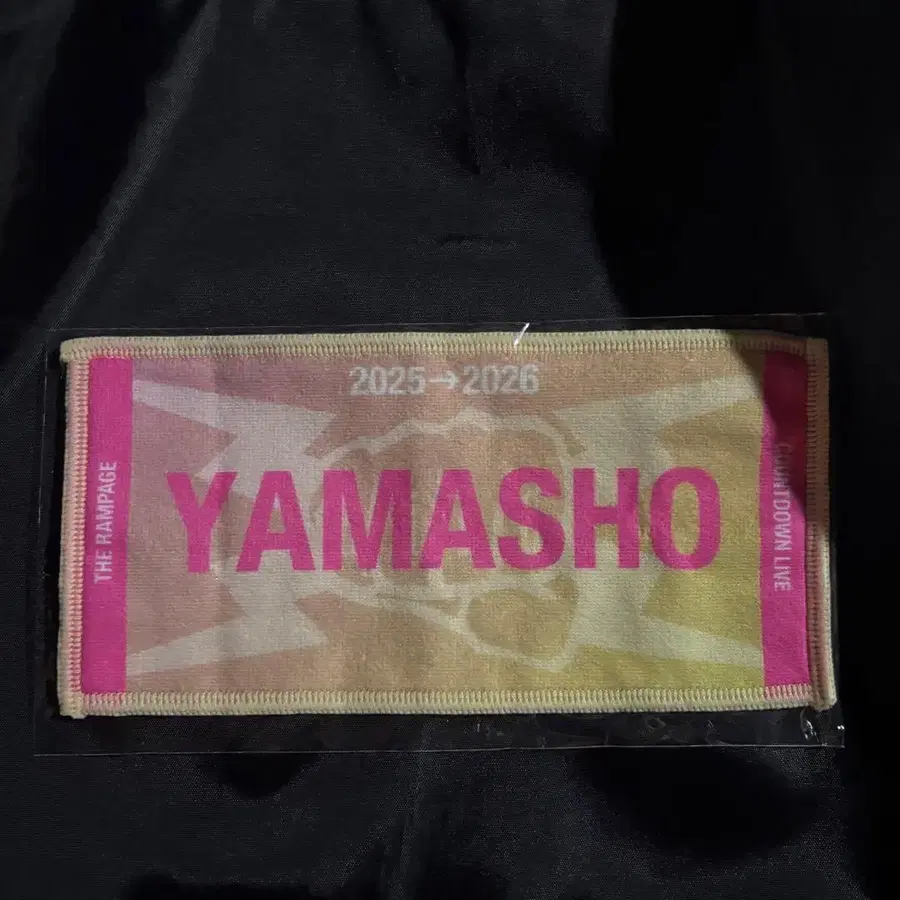 2025→2026
THE RAMPAGE
YAMASHO
COUNTDOWN LIVE